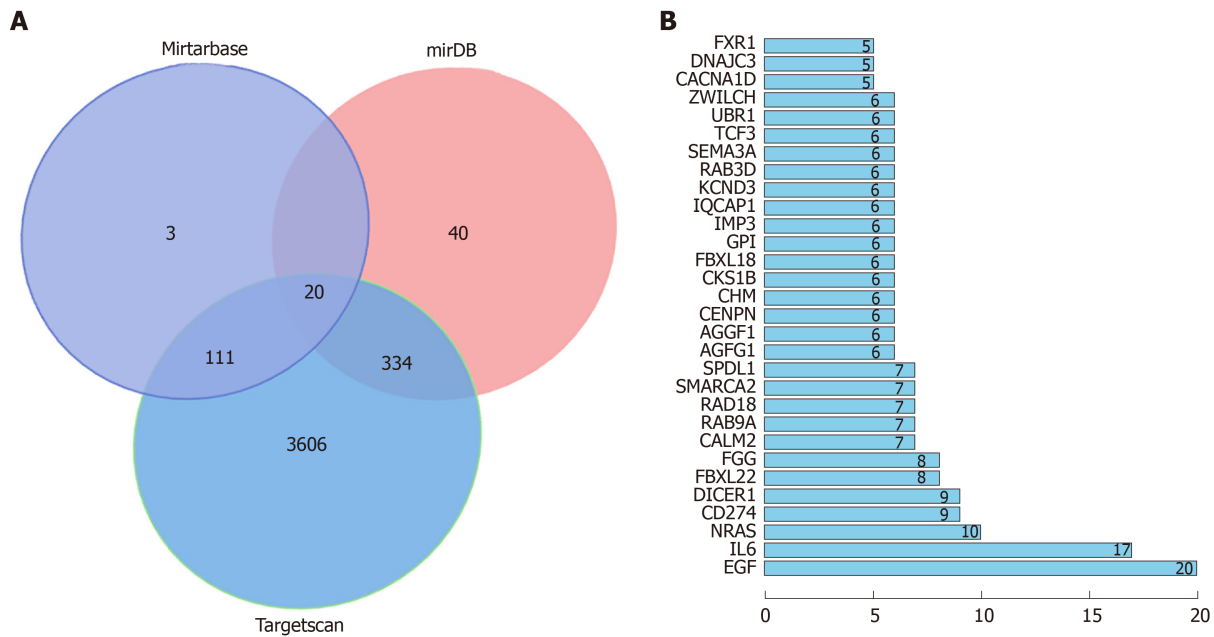 A
Mirtarbase
mirDB
3
40
20
111
334
3606
Targetscan
B
FXR1 5
DNAJC3 5
CACNA1D 5
ZWILCH 6
UBR1 6
TCF3 6
SEMA3A 6
RAB3D 6
KCND3 6
IQCAP1 6
IMP3 6
GPI 6
FBXL18 6
CKS1B 6
CHM 6
CENPN 6
AGGF1 6
AGFG1 6
SPDL1 7
SMARCA2 7
RAD18 7
RAB9A 7
CALM2 7
FGG 8
FBXL22 8
DICER1 9
CD274 9
NRAS 10
IL6 17
EGF 20
0 5 10 15 20